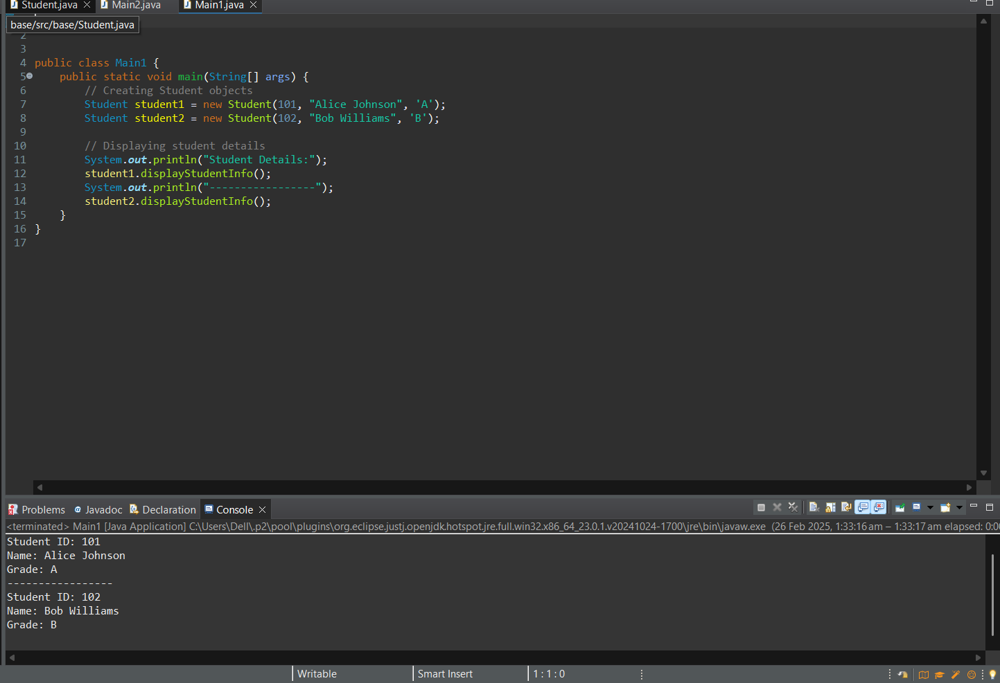 Student.java Main2.java Main1.java
base/src/base/Student.java
2
3
4 public class Main1 {
5 public static void main(String[] args) {
6 // Creating Student objects
7 Student student1 = new Student(101, "Alice Johnson", 'A');
8 Student student2 = new Student(102, "Bob Williams", 'B');
9
10 // Displaying student details
11 System.out.println("Student Details:");
12 student1.displayStudentInfo();
13 System.out.println("-----------------");
14 student2.displayStudentInfo();
15 }
16 }
17
Problems Javadoc Declaration Console
<terminated> Main1 [Java Application] C:\Users\Dell\.p2\pool\plugins\org.eclipse.justj.openjdk.hotspot.jre.full.win32.x86_64_23.0.1.v20241024-1700\jre\bin\javaw.exe (26 Feb 2025, 1:33:16 am – 1:33:17 am elapsed: 0:0
Student ID: 101
Name: Alice Johnson
Grade: A
-----------------
Student ID: 102
Name: Bob Williams
Grade: B
Writable Smart Insert 1 : 1 : 0